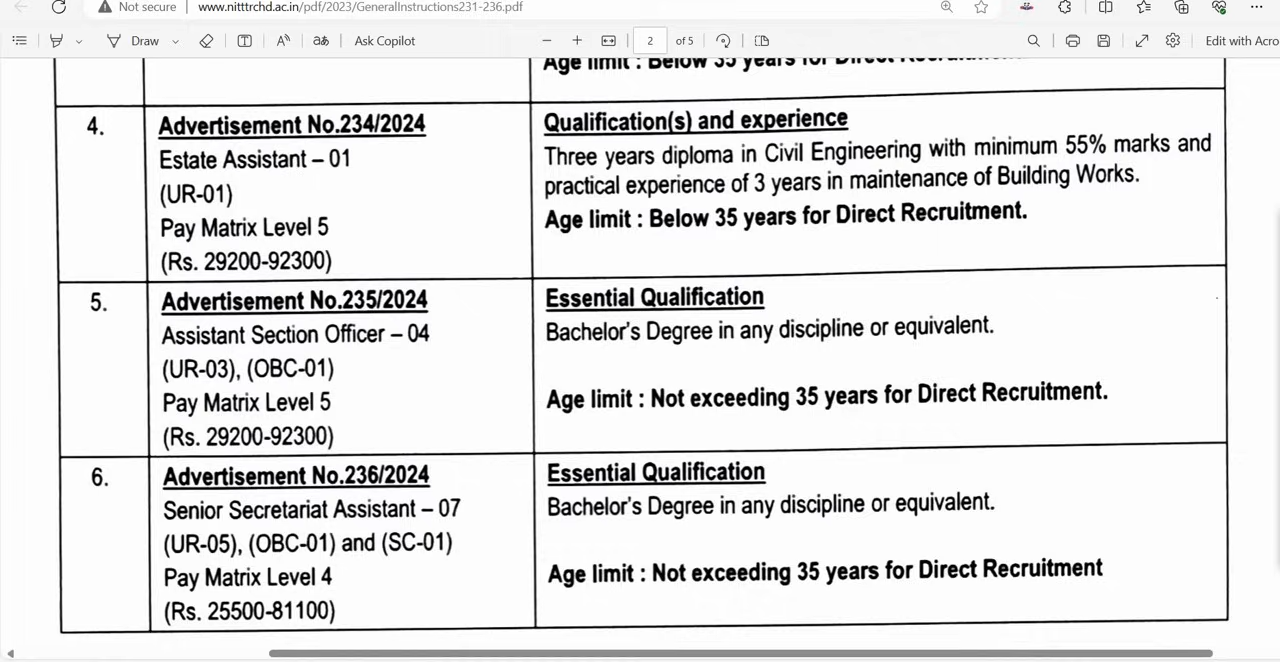 Not secure
www.nitttrchd.ac.in/pdf/2023/GeneralInstructions231-236.pdf
Draw
Ask Copilot
2 of 5
Edit with Acro
Age limit : Below 35 years for Direct
4.
Advertisement No.234/2024
Estate Assistant – 01
(UR-01)
Pay Matrix Level 5
(Rs. 29200-92300)
Qualification(s) and experience
Three years diploma in Civil Engineering with minimum 55% marks and
practical experience of 3 years in maintenance of Building Works.
Age limit : Below 35 years for Direct Recruitment.
5.
Advertisement No.235/2024
Assistant Section Officer – 04
(UR-03), (OBC-01)
Pay Matrix Level 5
(Rs. 29200-92300)
Essential Qualification
Bachelor's Degree in any discipline or equivalent.
Age limit : Not exceeding 35 years for Direct Recruitment.
6.
Advertisement No.236/2024
Senior Secretariat Assistant – 07
(UR-05), (OBC-01) and (SC-01)
Pay Matrix Level 4
(Rs. 25500-81100)
Essential Qualification
Bachelor's Degree in any discipline or equivalent.
Age limit : Not exceeding 35 years for Direct Recruitment